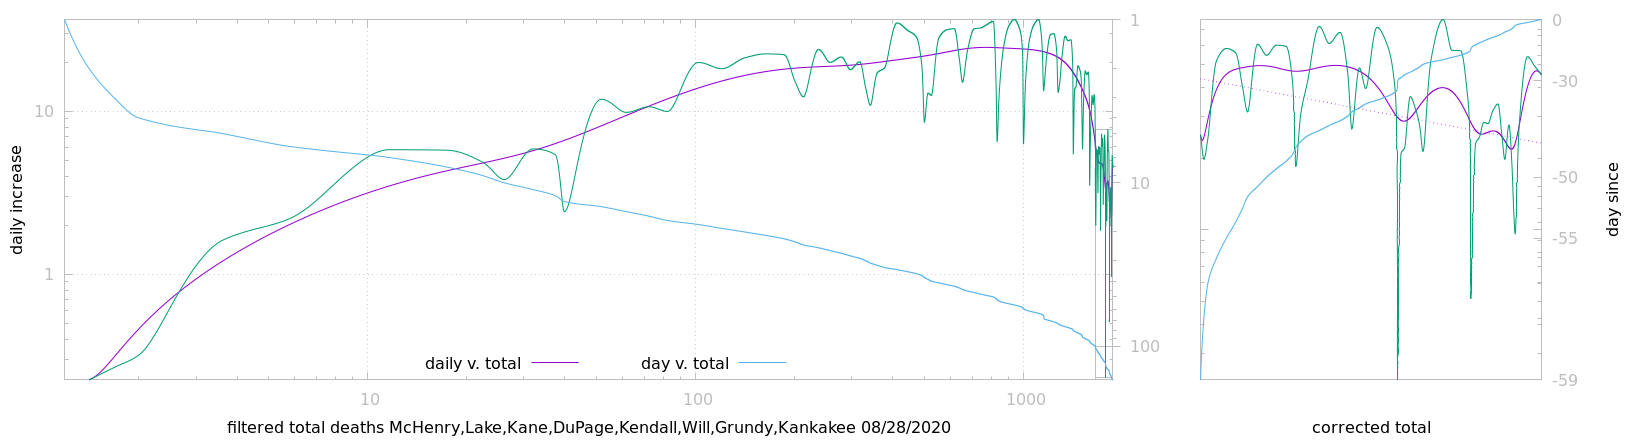 daily increase
10
1
daily v. total
day v. total
10
100
1000
1
10
100
filtered total deaths McHenry,Lake,Kane,DuPage,Kendall,Will,Grundy,Kankakee 08/28/2020
0
-30
-50
-55
-59
day since
corrected total